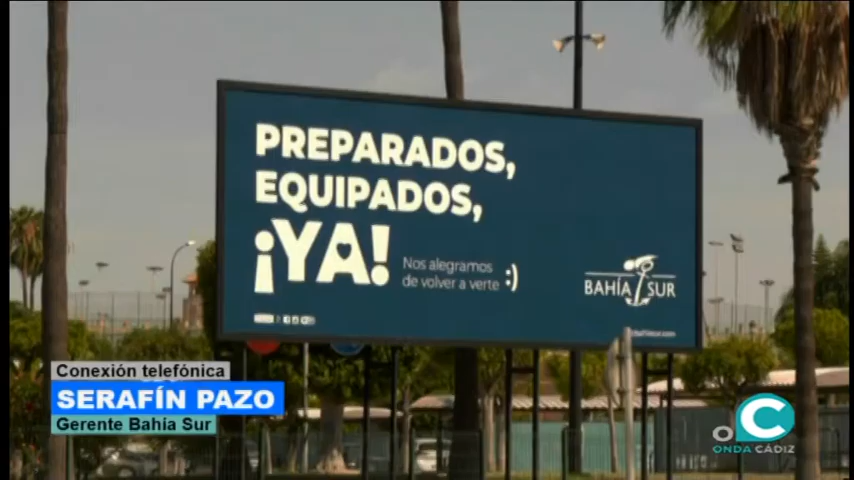 PREPARADOS,
EQUIPADOS,
¡YA!
Nos alegramos
de volver a verte :)
BAHÍA SUR
Conexión telefónica
SERAFÍN PAZO
Gerente Bahía Sur
ONDA CÁDIZ